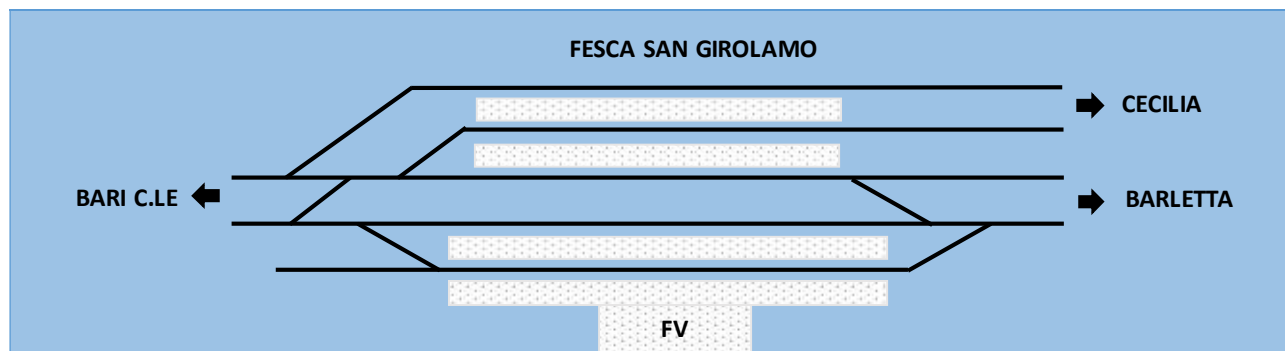 FESCA SAN GIROLAMO
CECILIA
BARI C.LE
BARLETTA
FV